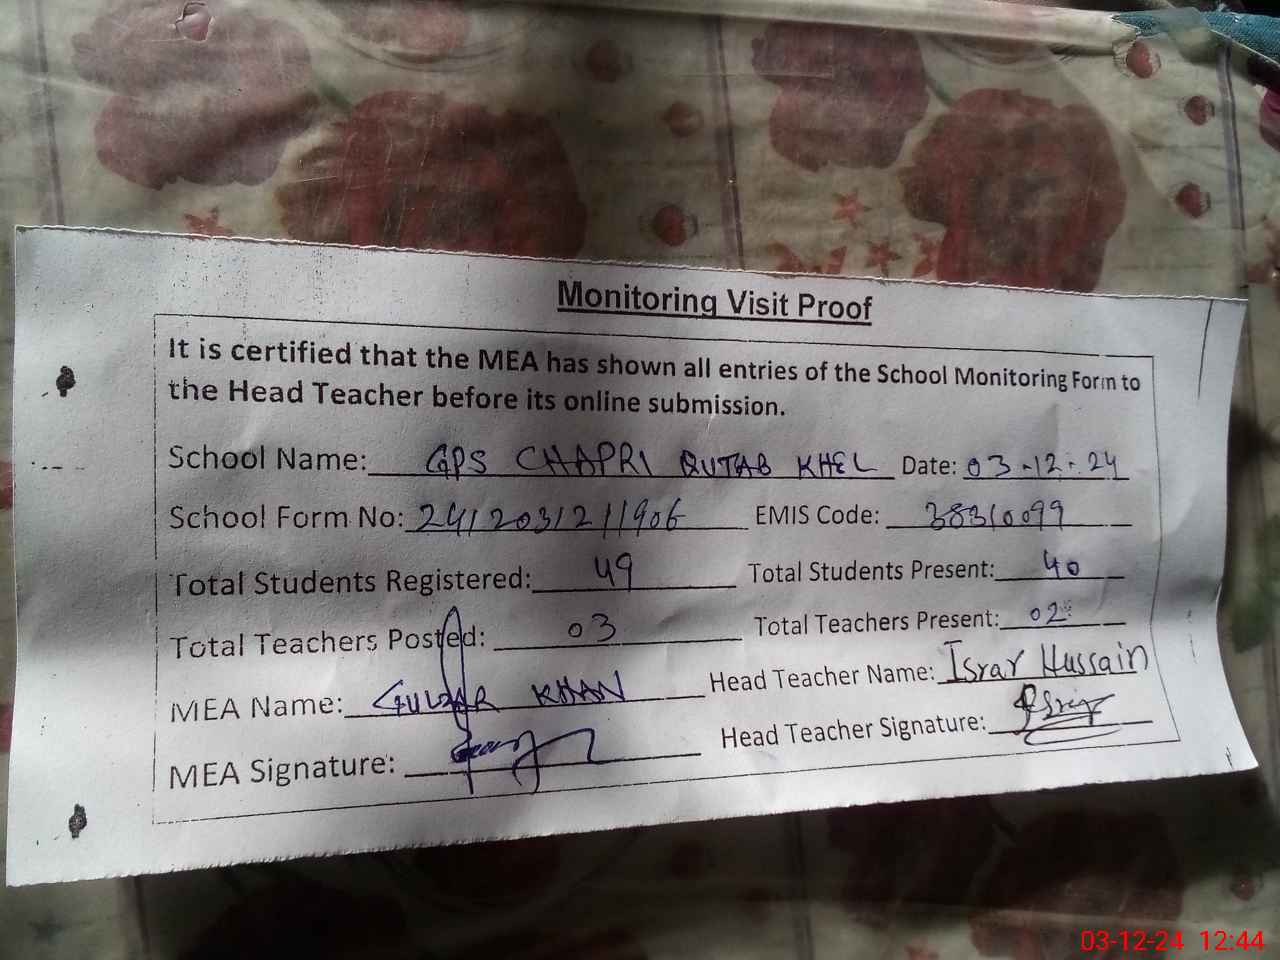 Monitoring Visit Proof
It is certified that the MEA has shown all entries of the School Monitoring Form to
the Head Teacher before its online submission.
School Name: GPS CHAPRI QUTAB KHEL Date: 03-12-24
School Form No: 2412031211906 EMIS Code: 38310099
Total Students Registered: 49 Total Students Present: 40
Total Teachers Posted: 03 Total Teachers Present: 02
MEA Name: GULZAR KHAN Head Teacher Name: Israr Hussain
MEA Signature: Head Teacher Signature:
03-12-24 12:44